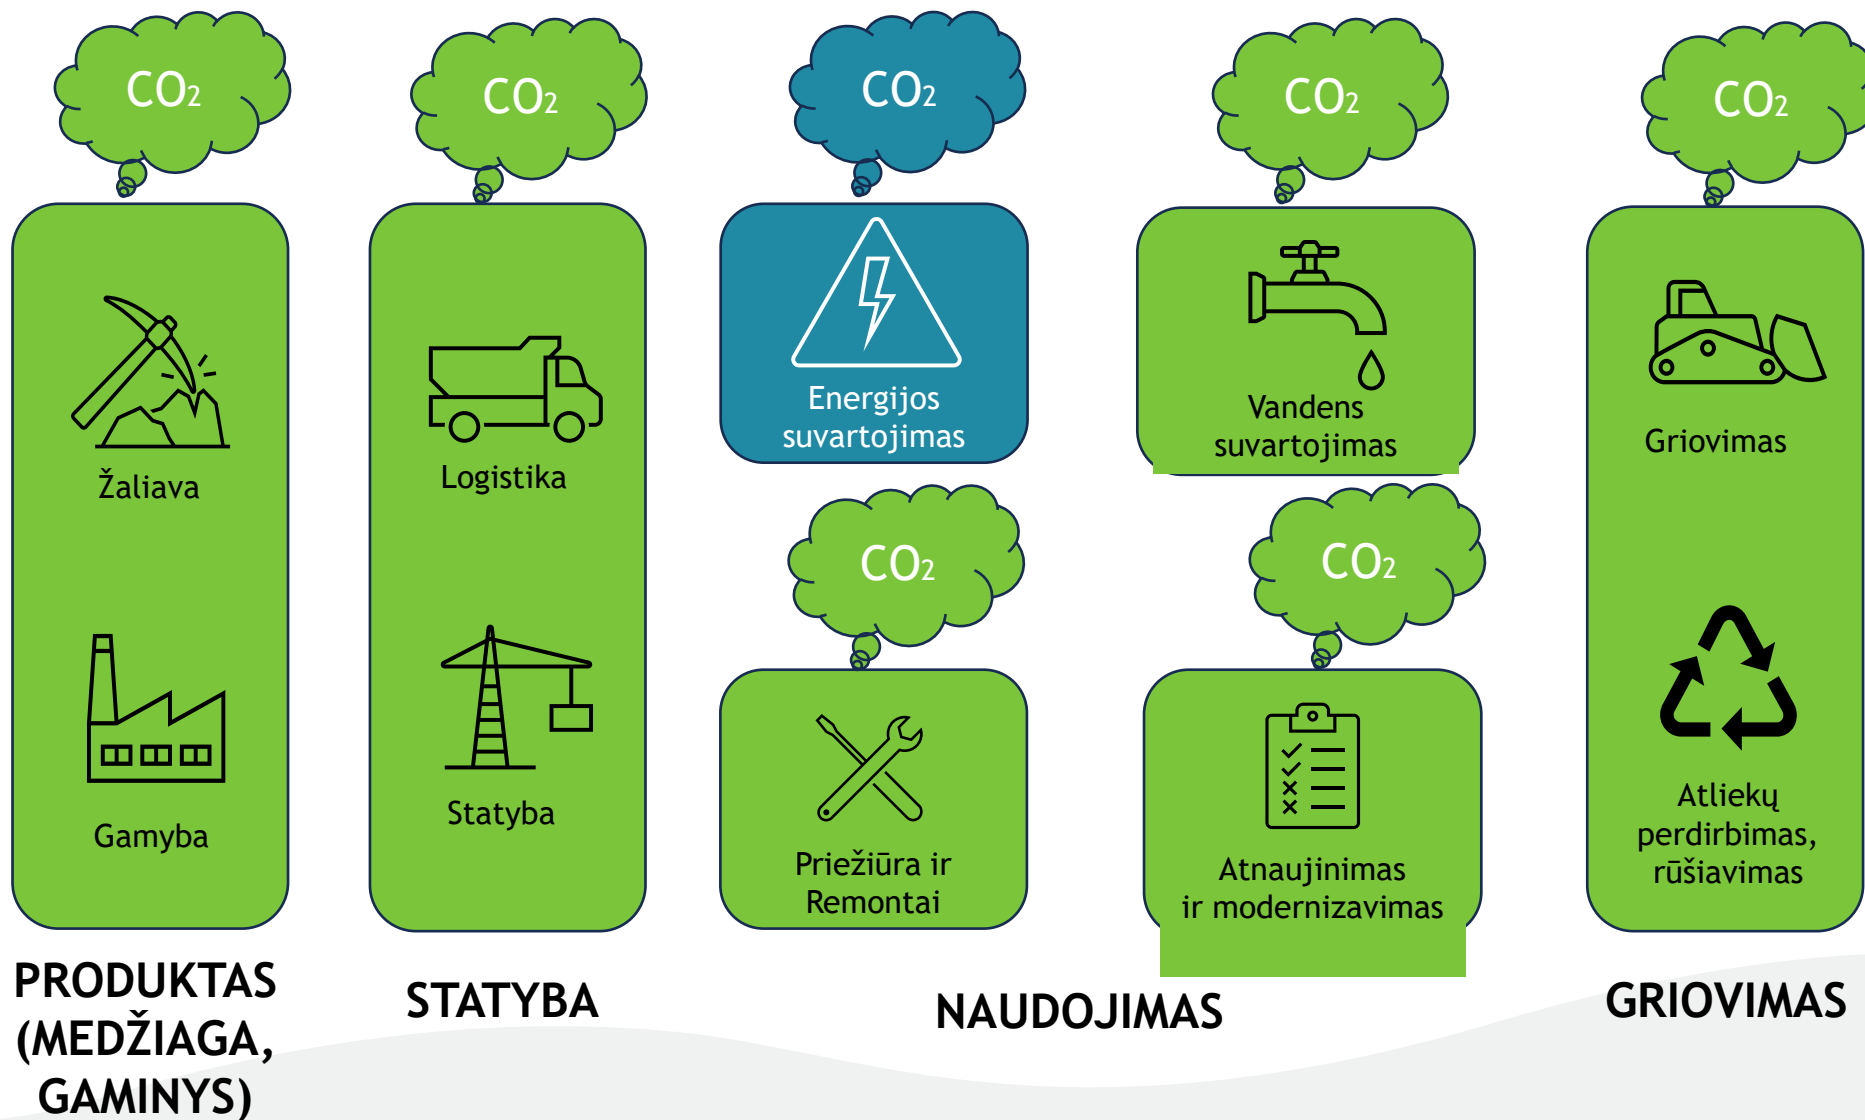 CO₂
Žaliava
Gamyba
PRODUKTAS
(MEDŽIAGA,
GAMINYS)
CO₂
Logistika
Statyba
STATYBA
CO₂
Energijos
suvartojimas
CO₂
Vandens
suvartojimas
CO₂
Priežiūra ir
Remontai
CO₂
Atnaujinimas
ir modernizavimas
NAUDOJIMAS
CO₂
Griovimas
Atliekų
perdirbimas,
rūšiavimas
GRIOVIMAS